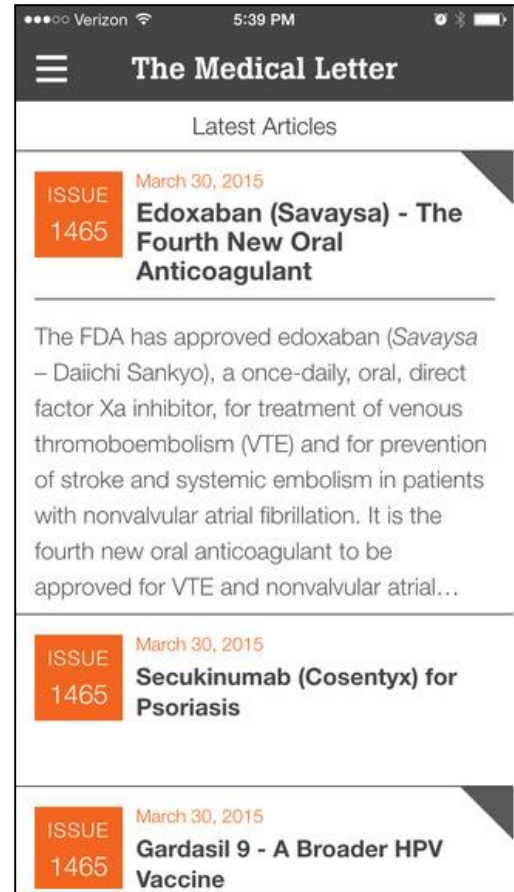 Verizon 5:39 PM
The Medical Letter
Latest Articles
ISSUE
1465
March 30, 2015
Edoxaban (Savaysa) - The
Fourth New Oral
Anticoagulant
The FDA has approved edoxaban (Savaysa
– Daiichi Sankyo), a once-daily, oral, direct
factor Xa inhibitor, for treatment of venous
thromoboembolism (VTE) and for prevention
of stroke and systemic embolism in patients
with nonvalvular atrial fibrillation. It is the
fourth new oral anticoagulant to be
approved for VTE and nonvalvular atrial…
ISSUE
1465
March 30, 2015
Secukinumab (Cosentyx) for
Psoriasis
ISSUE
1465
March 30, 2015
Gardasil 9 - A Broader HPV
Vaccine